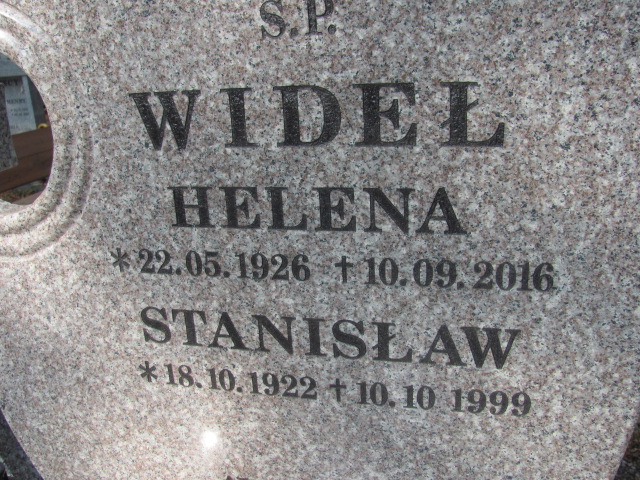 S.P.
WIDEŁ
HELENA
*22.05.1926 †10.09.2016
STANISŁAW
*18.10.1922 †10.10 1999